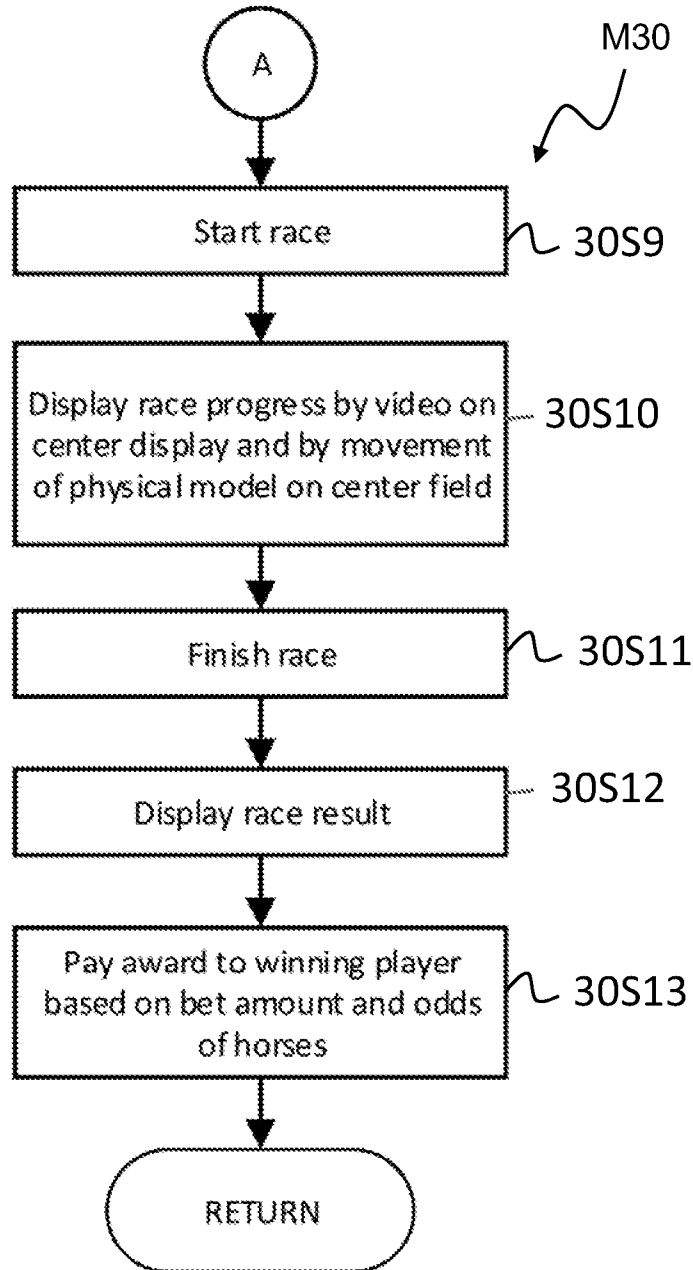 A
M30
Start race
30S9
Display race progress by video on
center display and by movement
of physical model on center field
30S10
Finish race
30S11
Display race result
30S12
Pay award to winning player
based on bet amount and odds
of horses
30S13
RETURN